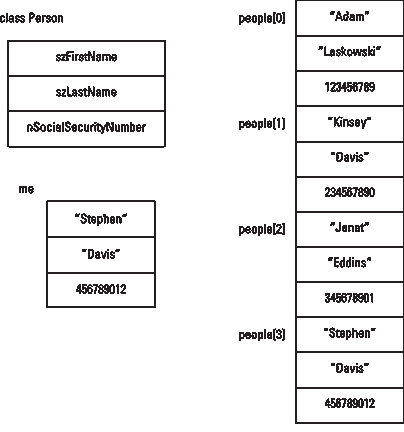 class Person
szFirstName
szLastName
nSocialSecurityNumber
me
"Stephen"
"Davis"
456789012
people[0]
"Adam"
"Laskowski"
123456789
people[1]
"Kinsey"
"Davis"
234567890
people[2]
"Janet"
"Eddins"
345678901
people[3]
"Stephen"
"Davis"
456789012